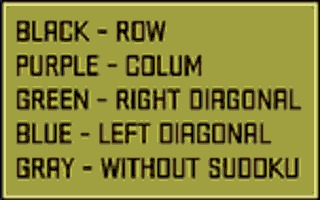 BLACK - ROW
PURPLE - COLUM
GREEN - RIGHT DIAGONAL
BLUE - LEFT DIAGONAL
GRAY - WITHOUT SUDOKU